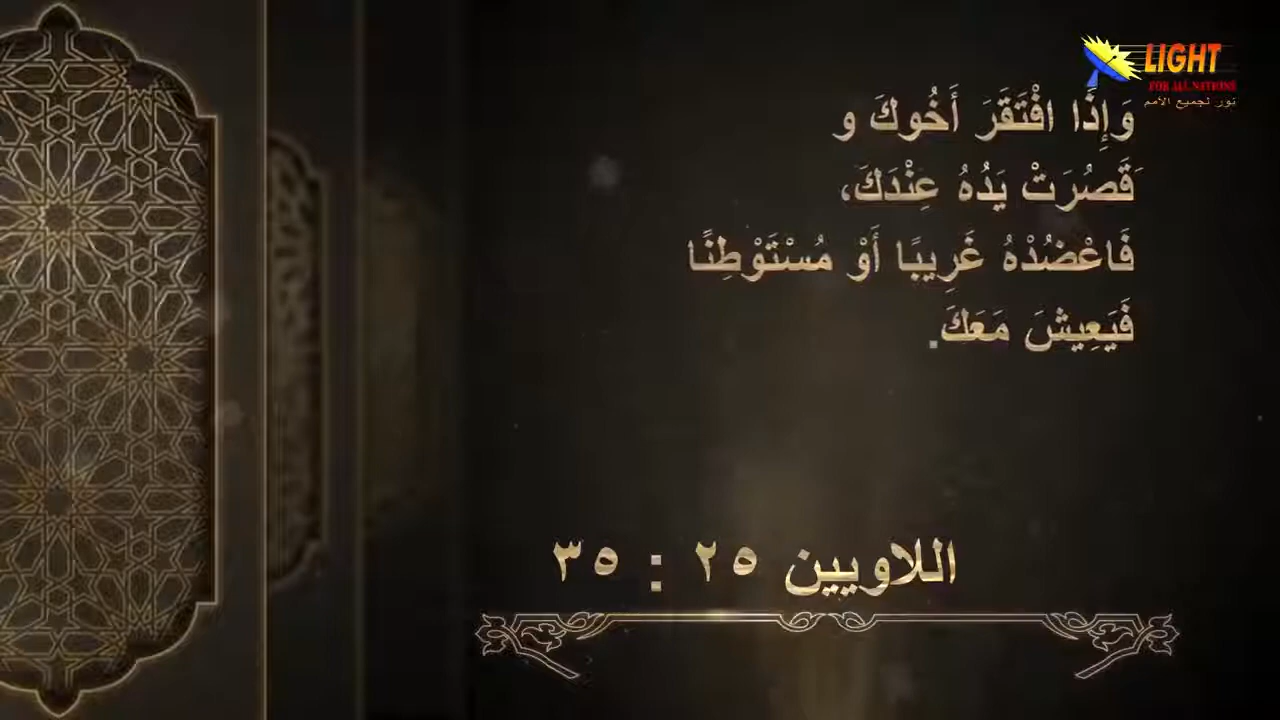 LIGHT
FOR ALL NATIONS
نور لجميع الأمم
وَإِذَا افْتَقَرَ أَخُوكَ و
َقَصُرَتْ يَدُهُ عِنْدَكَ،
فَاعْضُدْهُ غَرِيبًا أَوْ مُسْتَوْطِنًا
فَيَعِيشَ مَعَكَ.
اللاويين ٢٥ : ٣٥